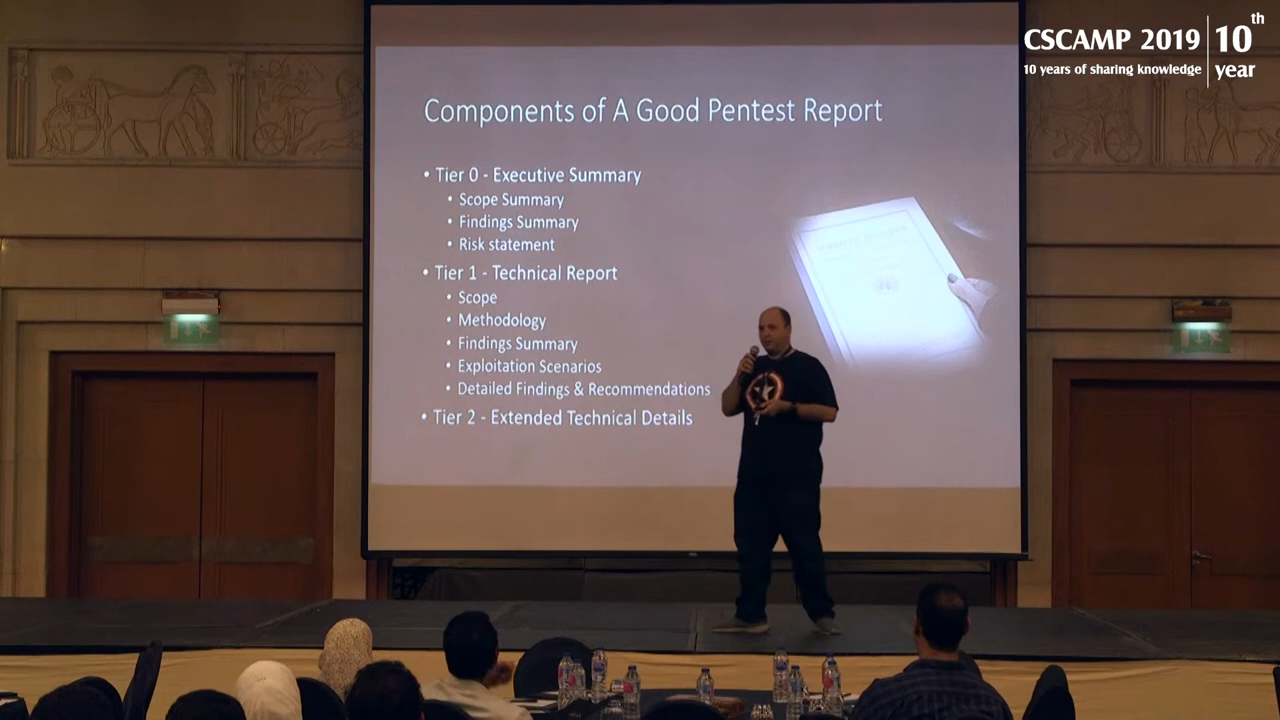 CSCAMP 2019
10 years of sharing knowledge
10th
year
Components of A Good Pentest Report
• Tier 0 - Executive Summary
• Scope Summary
• Findings Summary
• Risk statement
• Tier 1 - Technical Report
• Scope
• Methodology
• Findings Summary
• Exploitation Scenarios
• Detailed Findings & Recommendations
• Tier 2 - Extended Technical Details